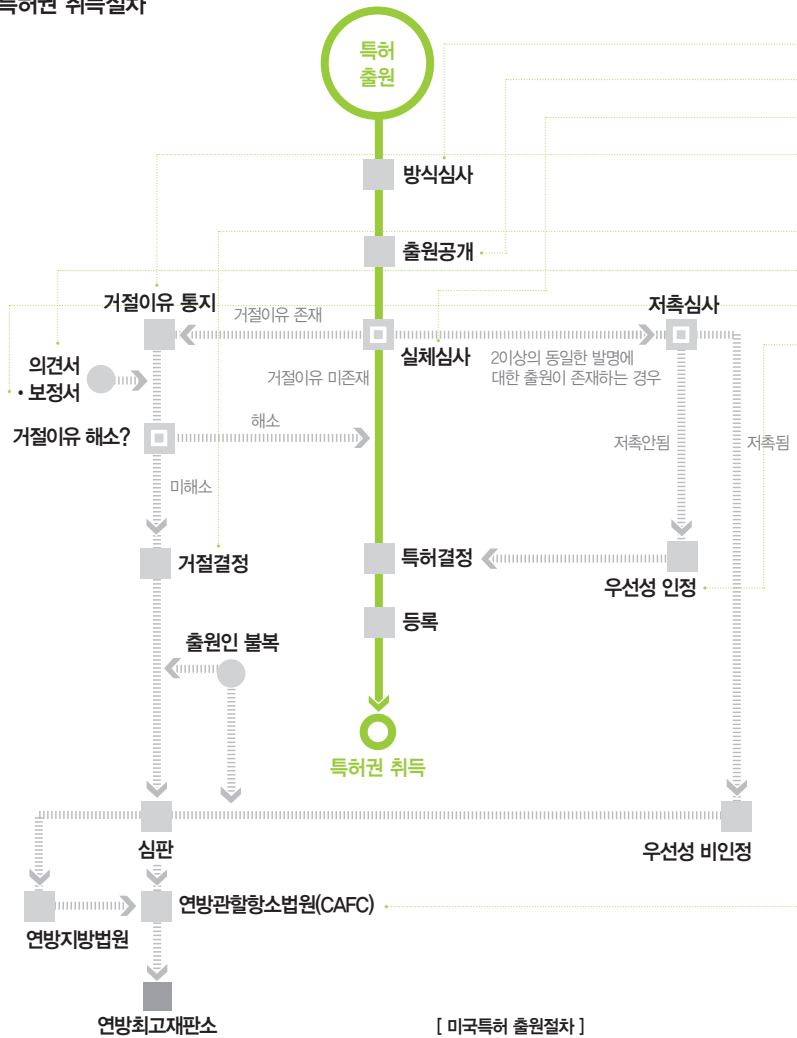 특허권 취득절차
특허
출원
방식심사
출원공개
거절이유 통지
거절이유 존재
저촉심사
실체심사
의견서
• 보정서
거절이유 미존재
2이상의 동일한 발명에
대한 출원이 존재하는 경우
거절이유 해소?
해소
저촉안됨
저촉됨
미해소
거절결정
특허결정
우선성 인정
등록
출원인 불복
특허권 취득
심판
우선성 비인정
연방관할항소법원(CAFC)
연방지방법원
연방최고재판소
[ 미국특허 출원절차 ]